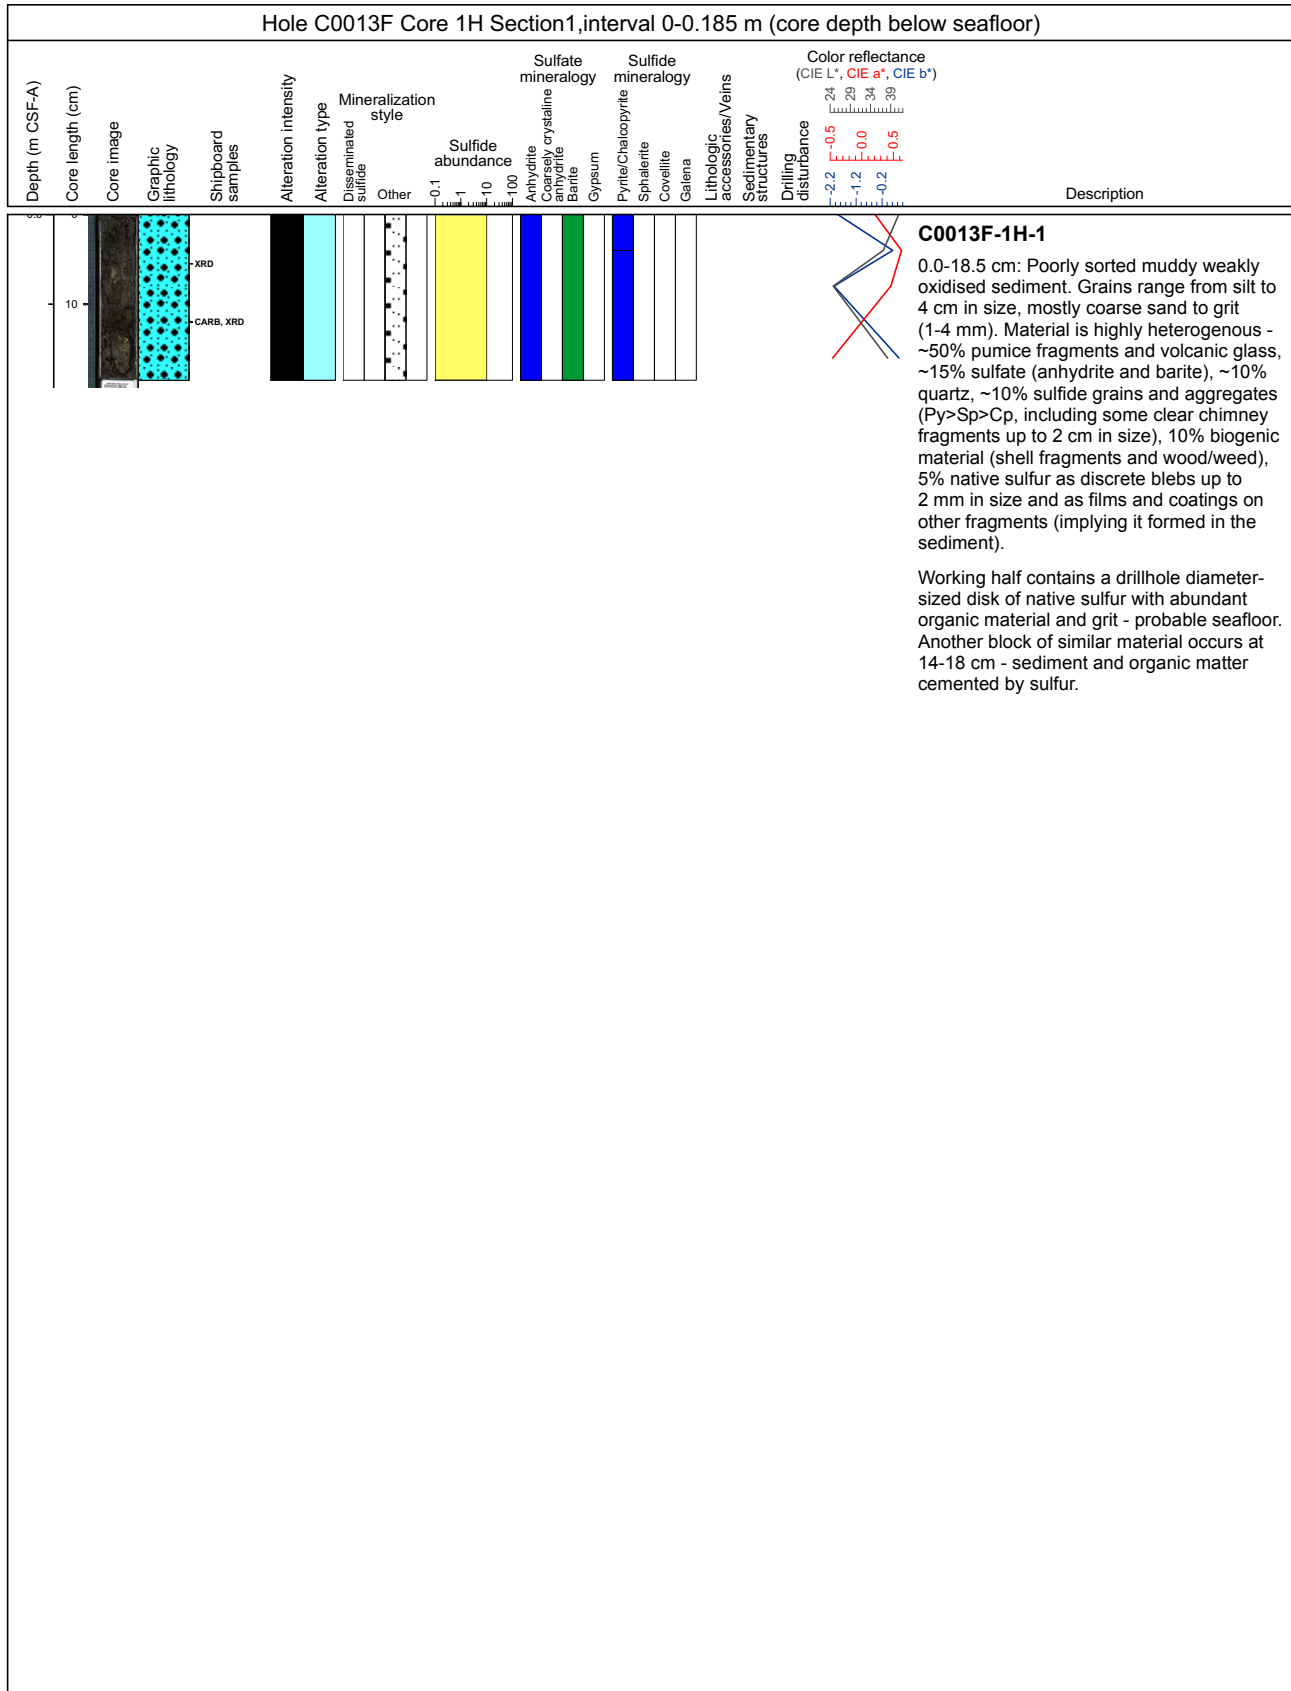 Hole C0013F Core 1H Section1,interval 0-0.185 m (core depth below seafloor)
Depth (m CSF-A)
Core length (cm)
Core image
Graphic
lithology
Shipboard
samples
Alteration intensity
Alteration type
Mineralization
style
Disseminated
sulfide
Other
Sulfide
abundance
0.1
1
10
100
Sulfate
mineralogy
Anhydrite
Coarsely crystaline
anhydrite
Barite
Gypsum
Sulfide
mineralogy
Pyrite/Chalcopyrite
Sphalerite
Covellite
Galena
Lithologic
accessories/Veins
Sedimentary
structures
Drilling
disturbance
Color reflectance
(CIE L*, CIE a*, CIE b*)
24
29
34
39
-0.5
0.0
0.5
-2.2
-1.2
-0.2
Description
10
XRD
CARB, XRD
C0013F-1H-1
0.0-18.5 cm: Poorly sorted muddy weakly
oxidised sediment. Grains range from silt to
4 cm in size, mostly coarse sand to grit
(1-4 mm). Material is highly heterogenous -
~50% pumice fragments and volcanic glass,
~15% sulfate (anhydrite and barite), ~10%
quartz, ~10% sulfide grains and aggregates
(Py>Sp>Cp, including some clear chimney
fragments up to 2 cm in size), 10% biogenic
material (shell fragments and wood/weed),
5% native sulfur as discrete blebs up to
2 mm in size and as films and coatings on
other fragments (implying it formed in the
sediment).
Working half contains a drillhole diameter-
sized disk of native sulfur with abundant
organic material and grit - probable seafloor.
Another block of similar material occurs at
14-18 cm - sediment and organic matter
cemented by sulfur.